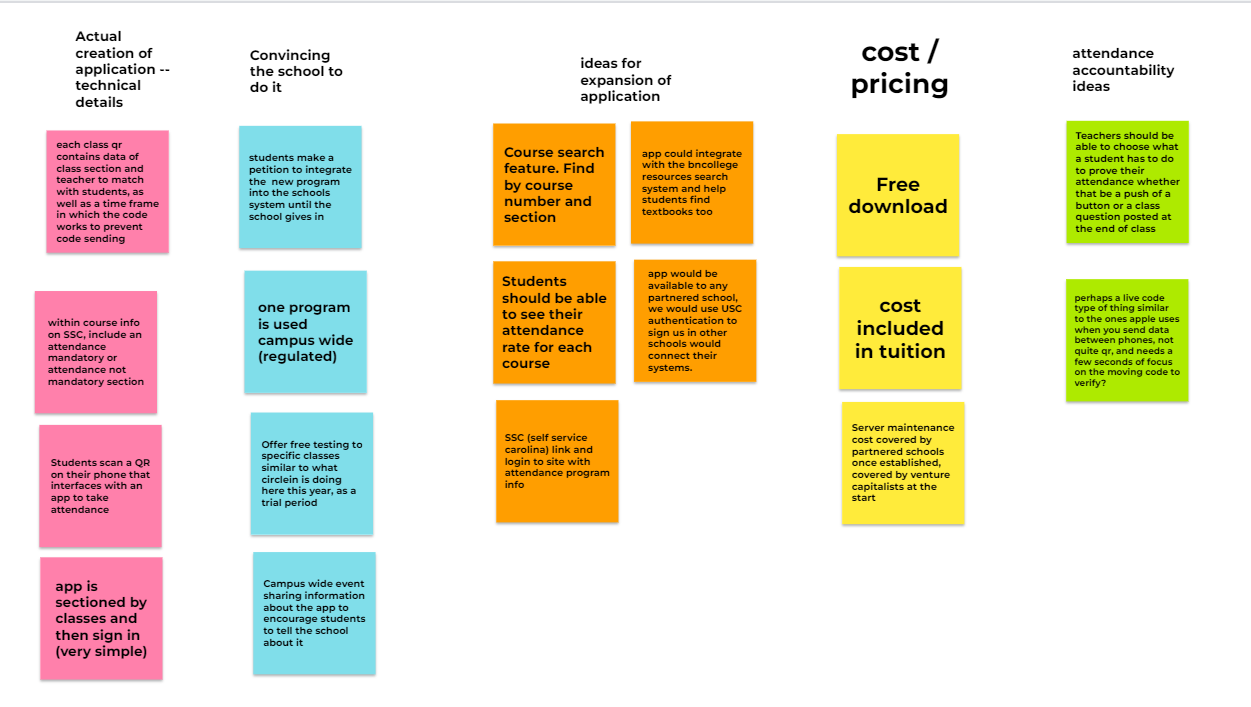 Actual
creation of
application --
technical
details
each class qr
contains data of
class section and
teacher to match
with students, as
well as a time frame
in which the code
works to prevent
code sending
within course info
on SSC, include an
attendance
mandatory or
attendance not
mandatory section
Students scan a QR
on their phone that
interfaces with an
app to take
attendance
app is
sectioned by
classes and
then sign in
(very simple)
Convincing
the school to
do it
students make a
petition to integrate
the new program
into the schools
system until the
school gives in
one program
is used
campus wide
(regulated)
Offer free testing to
specific classes
similar to what
circlein is doing
here this year, as a
trial period
Campus wide event
sharing information
about the app to
encourage students
to tell the school
about it
ideas for
expansion of
application
Course search
feature. Find
by course
number and
section
app could integrate
with the bncollege
resources search
system and help
students find
textbooks too
Students
should be able
to see their
attendance
rate for each
course
app would be
available to any
partnered school,
we would use USC
authentication to
sign us in other
schools would
connect their
systems.
SSC (self service
carolina) link and
login to site with
attendance program
info
cost /
pricing
Free
download
cost
included
in tuition
Server maintenance
cost covered by
partnered schools
once established,
covered by venture
capitalists at the
start
attendance
accountability
ideas
Teachers should be
able to choose what
a student has to do
to prove their
attendance whether
that be a push of a
button or a class
question posted at
the end of class
perhaps a live code
type of thing similar
to the ones apple uses
when you send data
between phones, not
quite qr, and needs a
few seconds of focus
on the moving code to
verify?